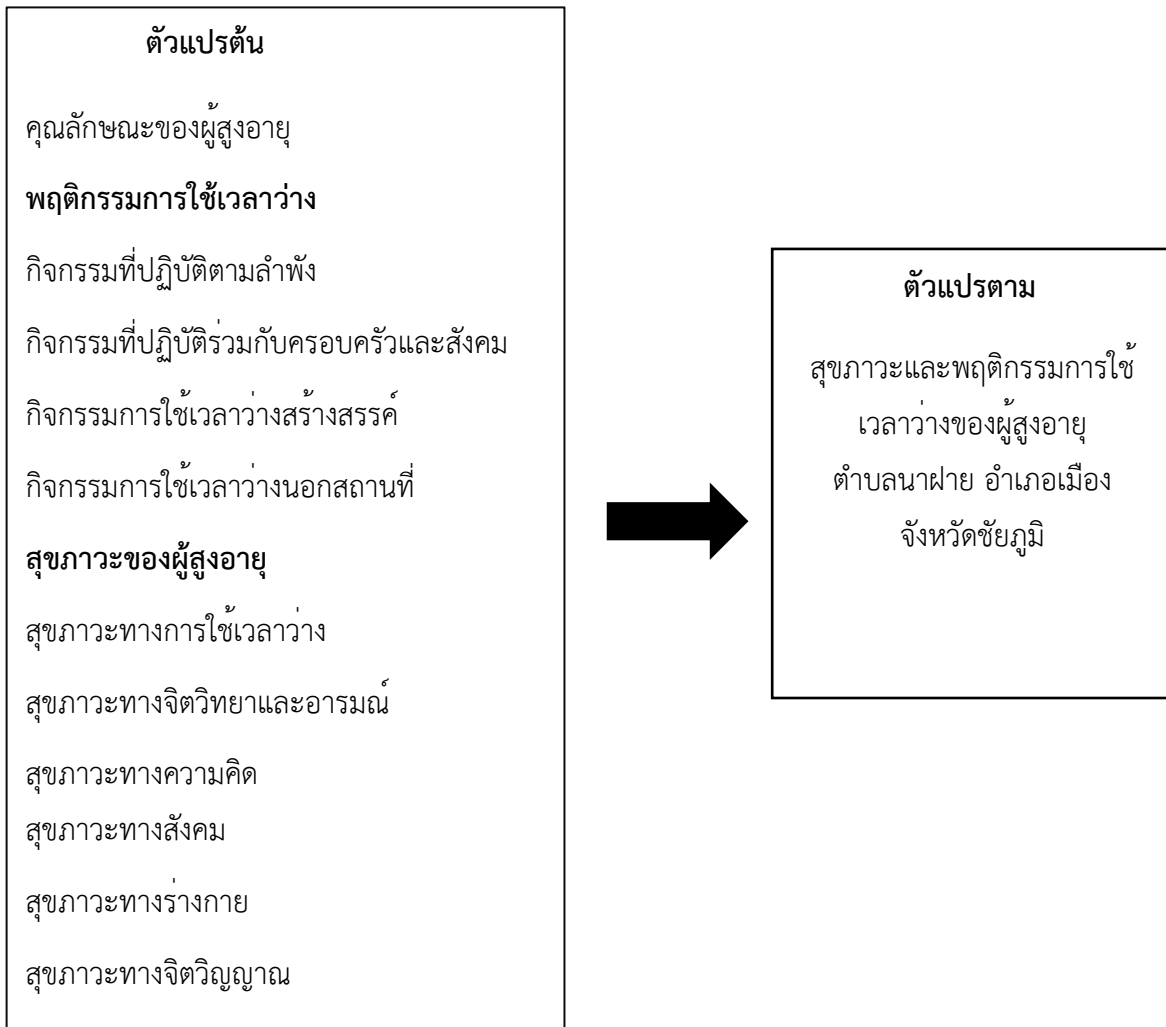 ตัวแปรต้น
คุณลักษณะของผู้สูงอายุ
พฤติกรรมการใช้เวลาว่าง
กิจกรรมที่ปฏิบัติตามลำพัง
กิจกรรมที่ปฏิบัติร่วมกับครอบครัวและสังคม
กิจกรรมการใช้เวลาว่างสร้างสรรค์
กิจกรรมการใช้เวลาว่างนอกสถานที่
สุขภาวะของผู้สูงอายุ
สุขภาวะทางการใช้เวลาว่าง
สุขภาวะทางจิตวิทยาและอารมณ์
สุขภาวะทางความคิด
สุขภาวะทางสังคม
สุขภาวะทางร่างกาย
สุขภาวะทางจิตวิญญาณ
ตัวแปรตาม
สุขภาวะและพฤติกรรมการใช้
เวลาว่างของผู้สูงอายุ
ตำบลนาฝาย อำเภอเมือง
จังหวัดชัยภูมิ